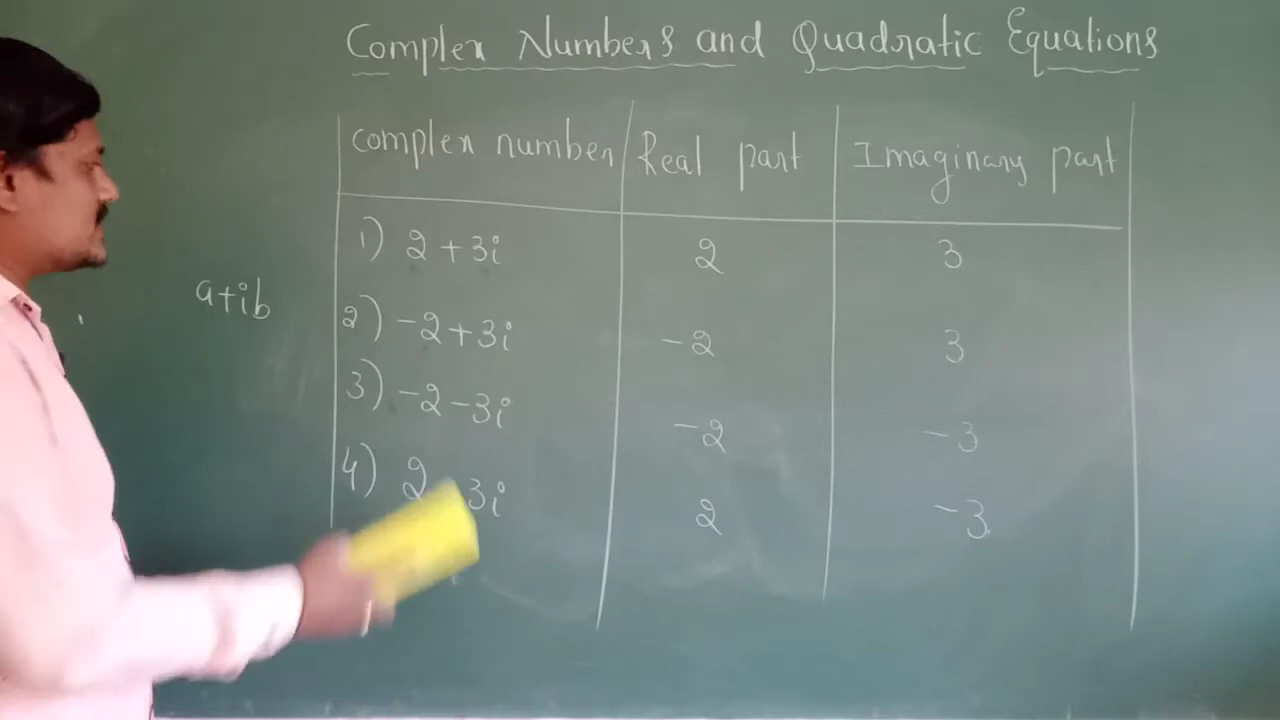 Complex Numbers and Quadratic Equations
complex number Real part Imaginary part
1) 2 + 3i 2 3
a+ib
2) -2+3i -2 3
3) -2-3i -2 -3
4) 2 3i 2 -3